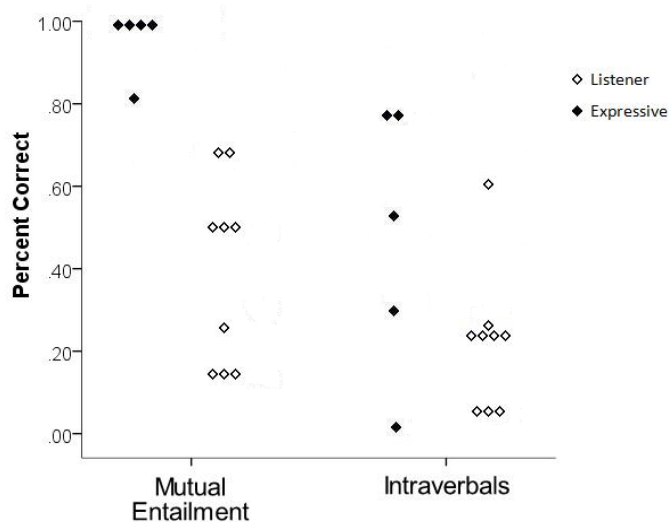 1.00
.80
.60
.40
.20
.00
Percent Correct
Mutual
Entailment
Intraverbals
Listener
Expressive